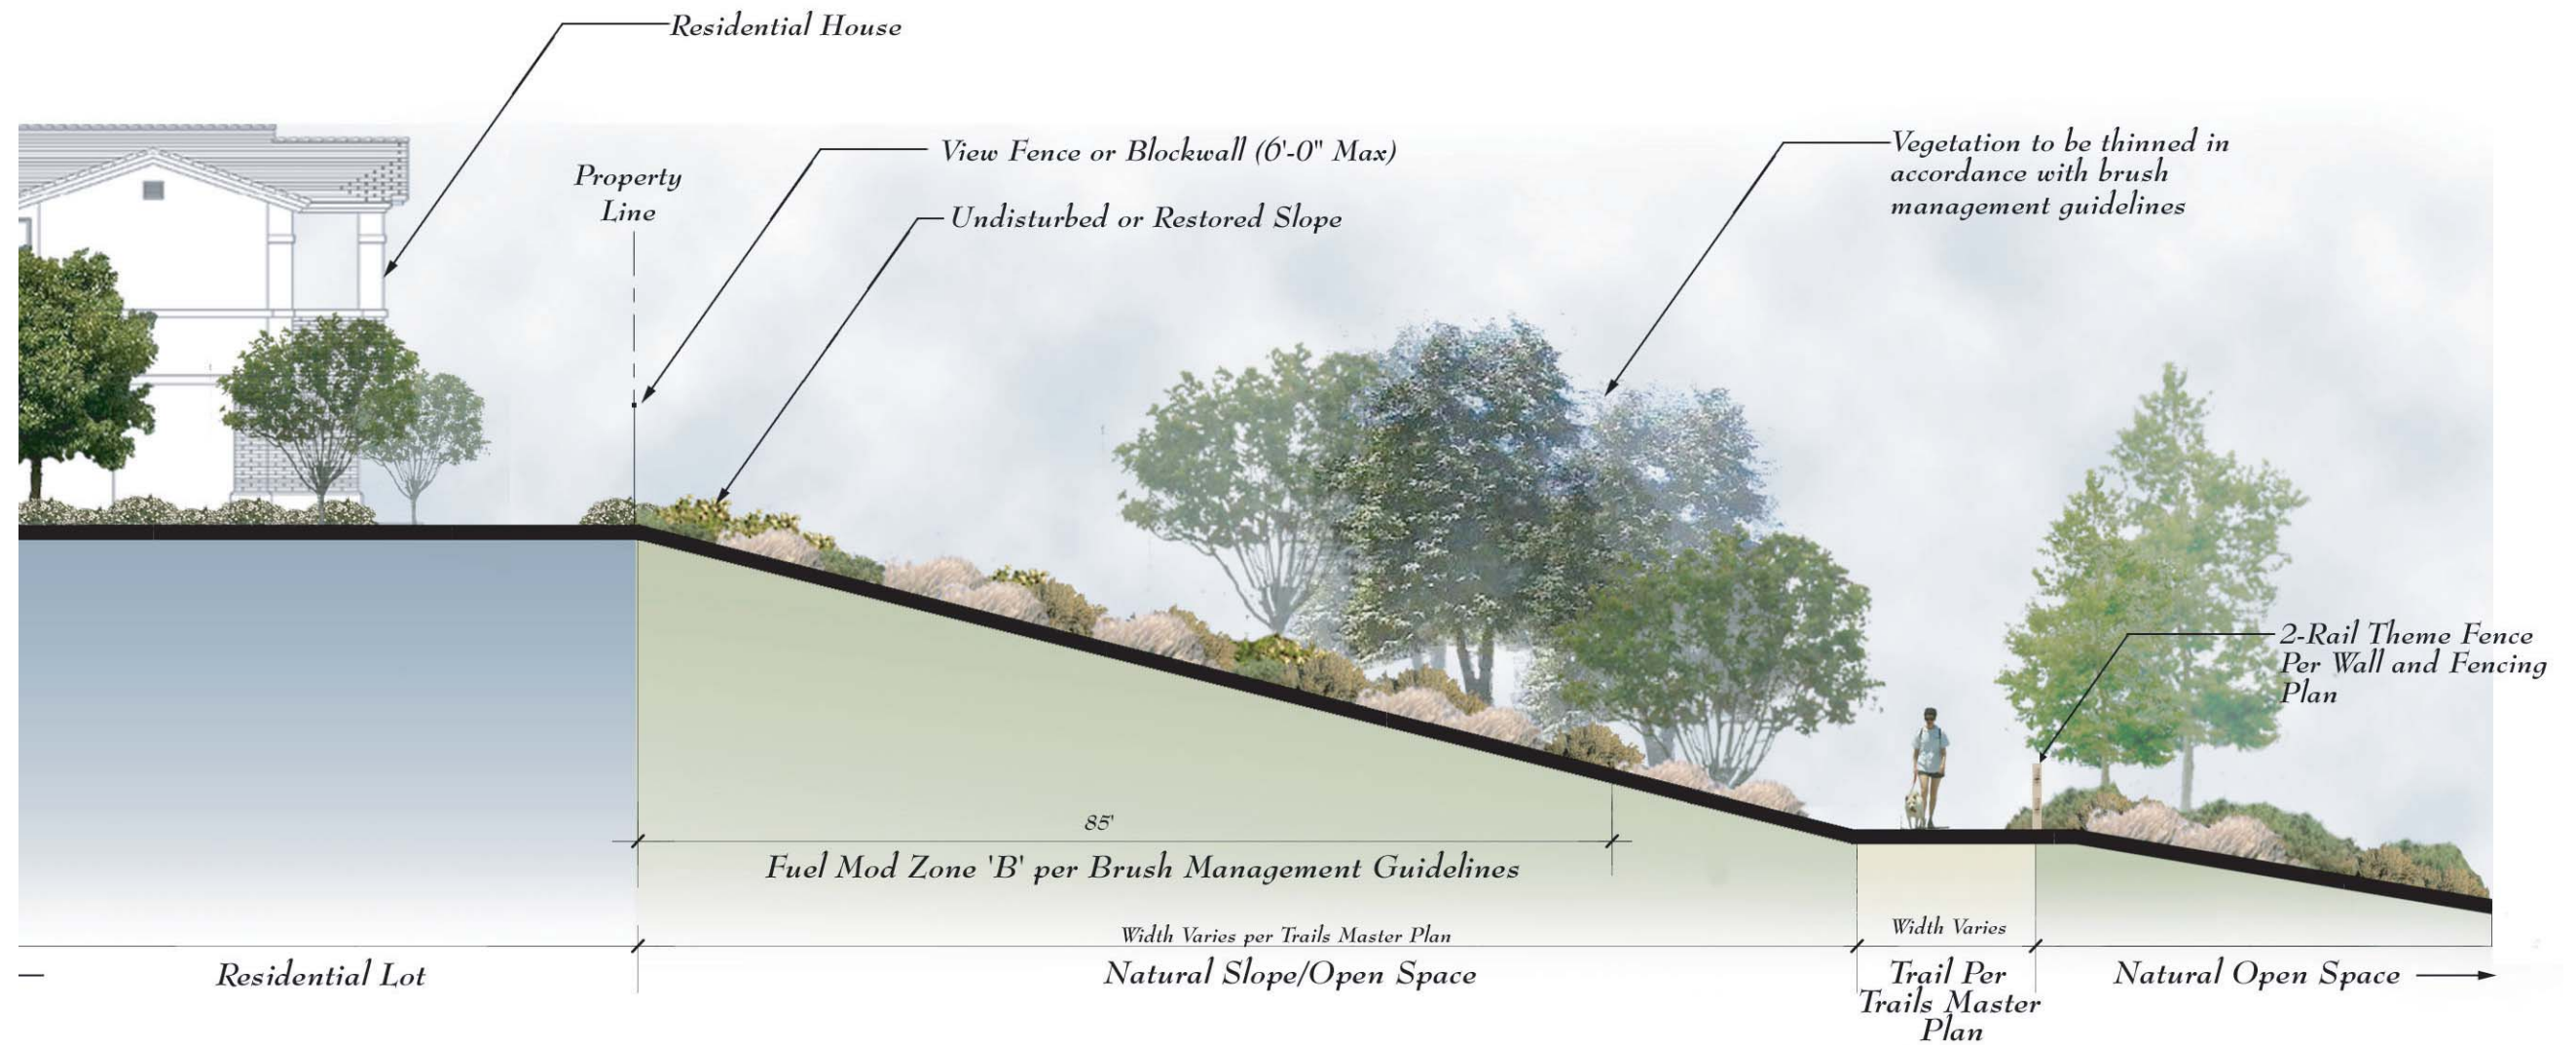 Residential House
View Fence or Blockwall (6'-0" Max)
Property
Line
Undisturbed or Restored Slope
Vegetation to be thinned in
accordance with brush
management guidelines
2-Rail Theme Fence
Per Wall and Fencing
Plan
85'
Fuel Mod Zone 'B' per Brush Management Guidelines
Width Varies per Trails Master Plan
Width Varies
Residential Lot
Natural Slope/Open Space
Trail Per
Trails Master
Plan
Natural Open Space